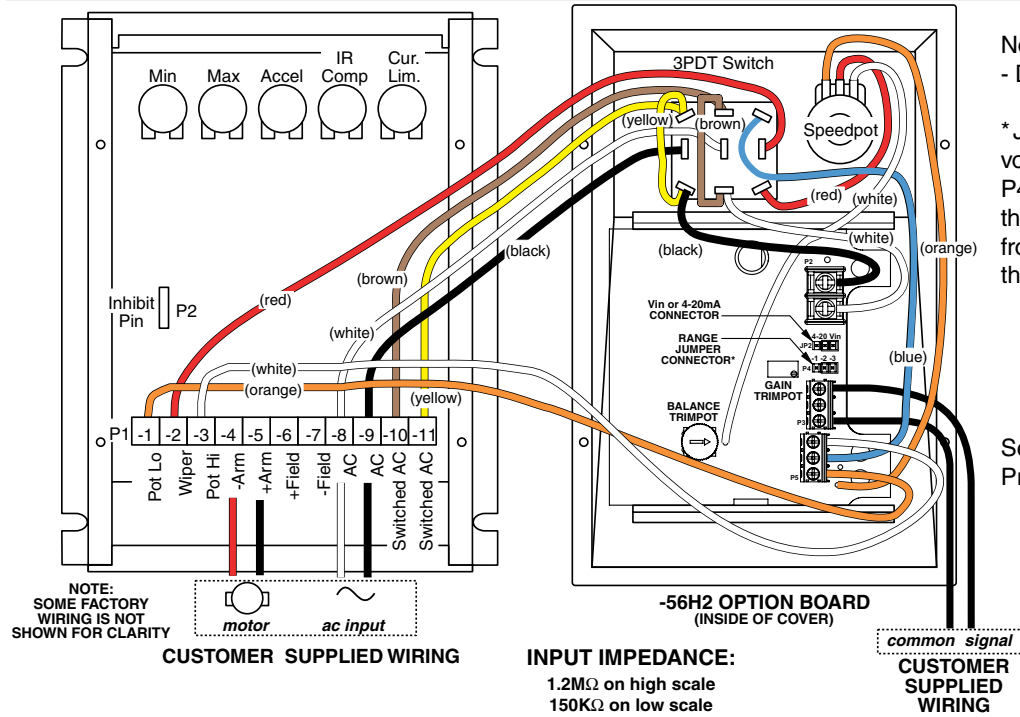 Min
Max
Accel
IR
Comp
Cur.
Lim.
3PDT Switch
Speedpot
(yellow)
(brown)
(red)
(white)
(black)
(white)
(orange)
(black)
(brown)
(red)
(white)
(white)
(orange)
(yellow)
(blue)
Inhibit
Pin
P2
P2
Vin or 4-20mA
CONNECTOR
4-20 Vin
JP2
RANGE
JUMPER
CONNECTOR*
-1 -2 -3
P4
GAIN
TRIMPOT
BALANCE
TRIMPOT
P3
P5
P1
-1 -2 -3 -4 -5 -6 -7 -8 -9 -10 -11
Pot Lo
Wiper
Pot Hi
-Arm
+Arm
+Field
-Field
AC
AC
Switched AC
Switched AC
NOTE:
SOME FACTORY
WIRING IS NOT
SHOWN FOR CLARITY
motor
ac input
CUSTOMER SUPPLIED WIRING
-56H2 OPTION BOARD
(INSIDE OF COVER)
INPUT IMPEDANCE:
1.2MΩ on high scale
150KΩ on low scale
common signal
CUSTOMER
SUPPLIED
WIRING
- D
* J
P4
th
fro
th
Se
Pr